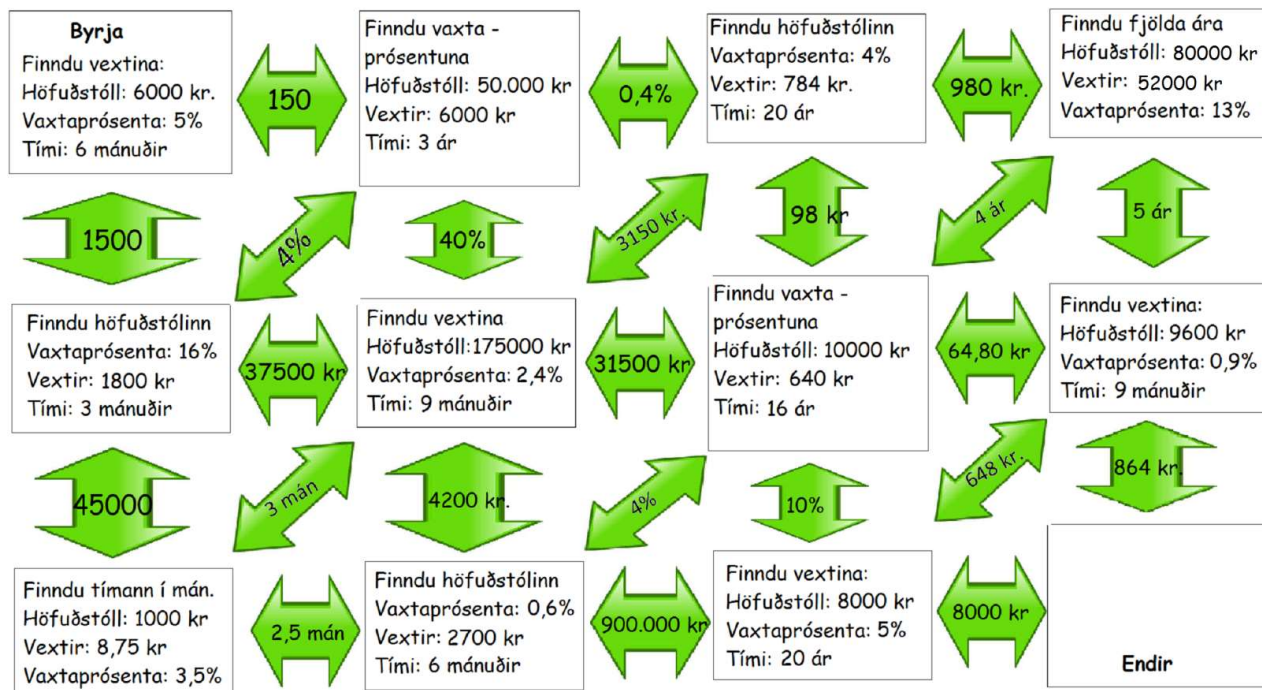 Byrja
Finndu vextina:
Höfuðstóll: 6000 kr.
Vaxtaprósenta: 5%
Tími: 6 mánuðir
150
Finndu vaxta -
prósentuna
Höfuðstóll: 50.000 kr
Vextir: 6000 kr
Tími: 3 ár
0,4%
Finndu höfuðstólinn
Vaxtaprósenta: 4%
Vextir: 784 kr.
Tími: 20 ár
980 kr.
Finndu fjölda ára
Höfuðstóll: 80000 kr
Vextir: 52000 kr
Vaxtaprósenta: 13%
1500
4%
40%
3150 kr.
98 kr
4 ár
5 ár
Finndu höfuðstólinn
Vaxtaprósenta: 16%
Vextir: 1800 kr
Tími: 3 mánuðir
37500 kr
Finndu vextina
Höfuðstóll:175000 kr
Vaxtaprósenta: 2,4%
Tími: 9 mánuðir
31500 kr
Finndu vaxta -
prósentuna
Höfuðstóll: 10000 kr
Vextir: 640 kr
Tími: 16 ár
64,80 kr
Finndu vextina:
Höfuðstóll: 9600 kr
Vaxtaprósenta: 0,9%
Tími: 9 mánuðir
45000
3 mán
4200 kr.
4%
10%
648 kr.
864 kr.
Finndu tímann í mán.
Höfuðstóll: 1000 kr
Vextir: 8,75 kr
Vaxtaprósenta: 3,5%
2,5 mán
Finndu höfuðstólinn
Vaxtaprósenta: 0,6%
Vextir: 2700 kr
Tími: 6 mánuðir
900.000 kr
Finndu vextina:
Höfuðstóll: 8000 kr
Vaxtaprósenta: 5%
Tími: 20 ár
8000 kr
Endir